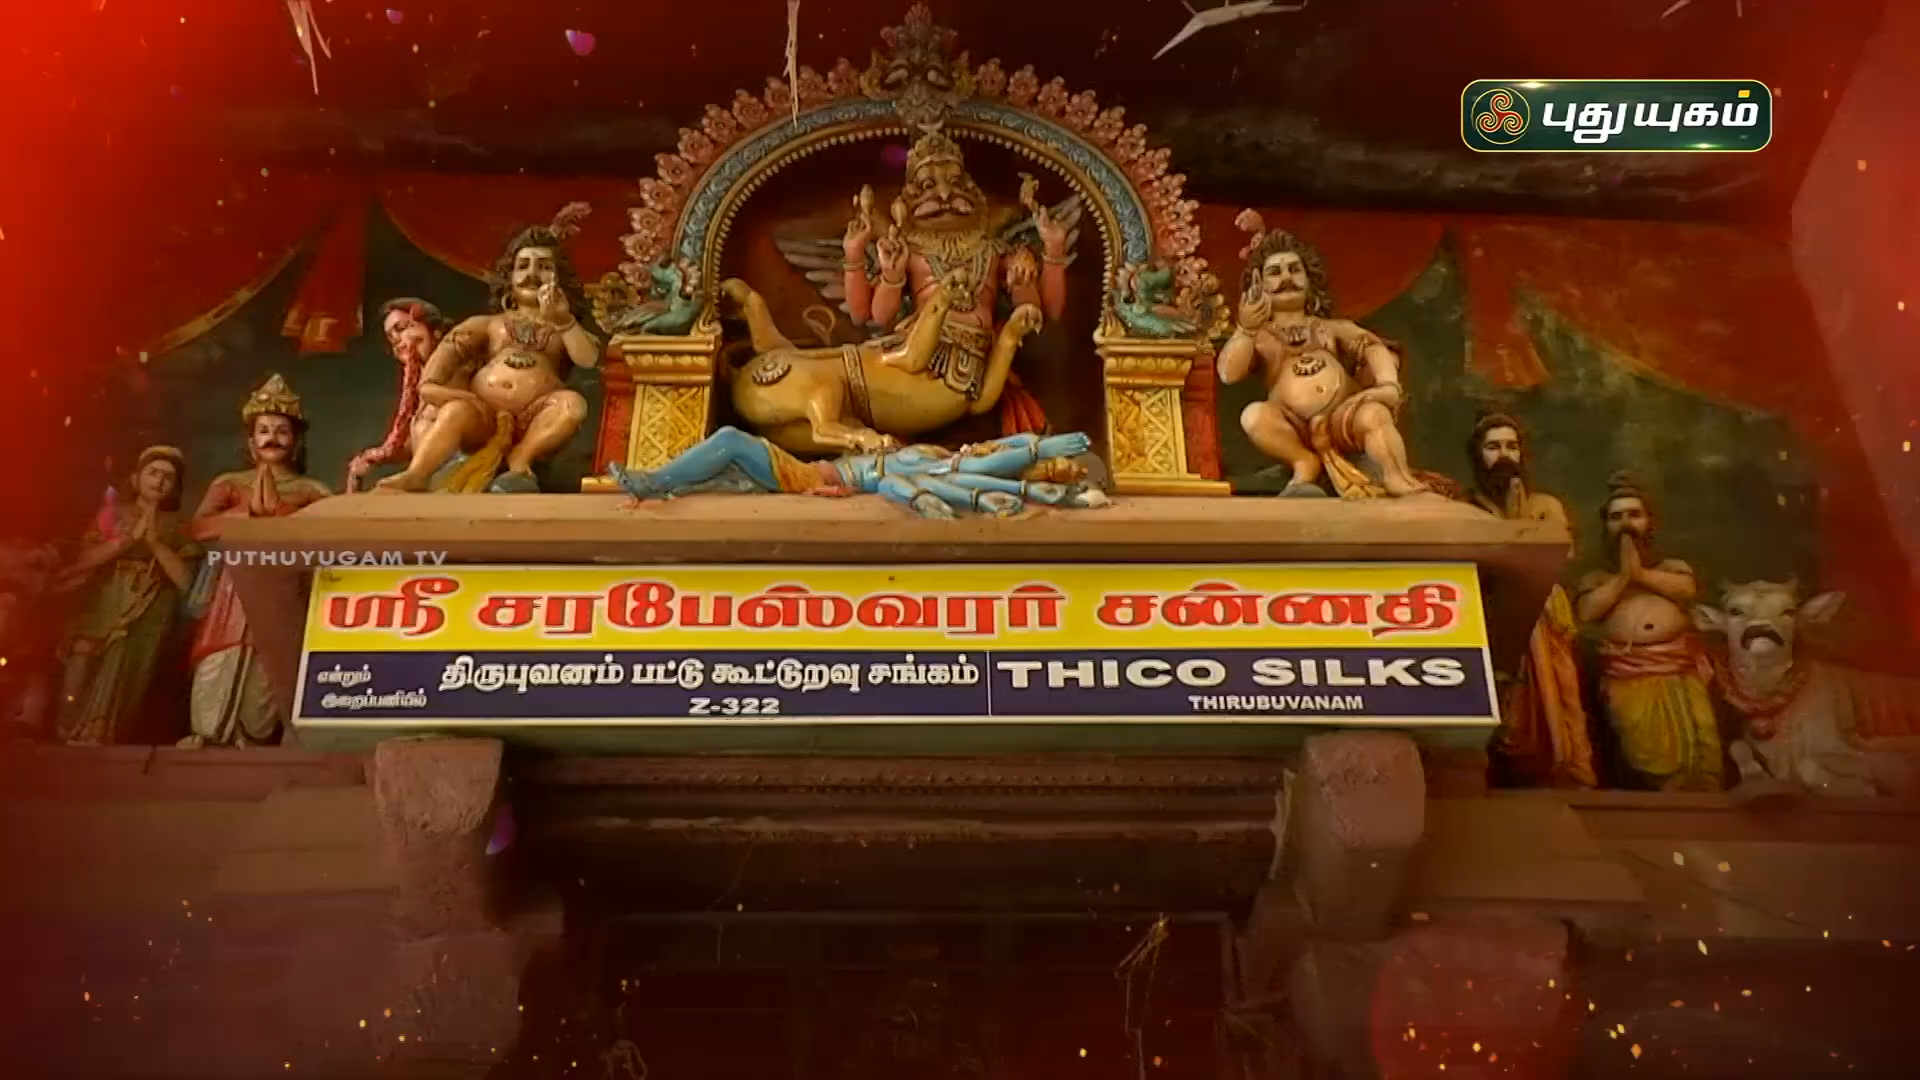 புதுயுகம்
PUTHUYUGAM TV
ஸ்ரீ சரபேஸ்வரர் சன்னதி
என்றும் இறைப்பணியில்
திருபுவனம் பட்டு கூட்டுறவு சங்கம்
Z-322
THICO SILKS
THIRUBUVANAM